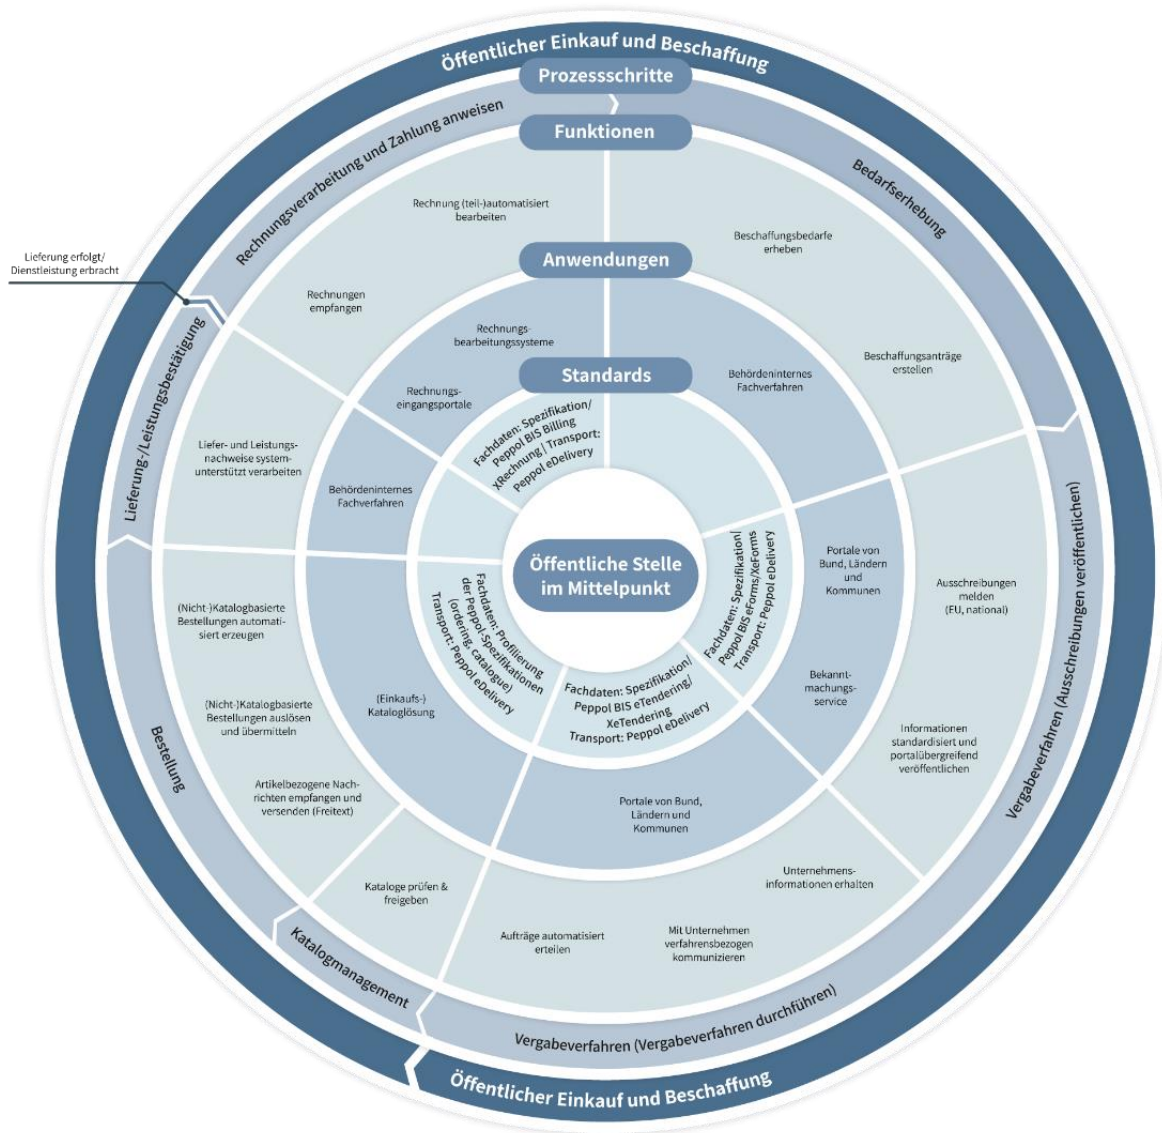 Öffentlicher Einkauf und Beschaffung
Prozessschritte
Funktionen
Anwendungen
Standards
Öffentliche Stelle
im Mittelpunkt
Bedarfserhebung
Beschaffungsbedarfe
erheben
Beschaffungsanträge
erstellen
Behördeninternes
Fachverfahren
Vergabeverfahren (Ausschreibungen veröffentlichen)
Ausschreibungen
melden
(EU, national)
Informationen
standardisiert und
portalübergreifend
veröffentlichen
Portale von
Bund, Ländern
und
Kommunen
Bekannt-
machungs-
service
Fachdaten: Spezifikation/
Peppol BIS eForms/XeForms
Transport: Peppol eDelivery
Vergabeverfahren (Vergabeverfahren durchführen)
Unternehmens-
informationen erhalten
Mit Unternehmen
verfahrensbezogen
kommunizieren
Aufträge automatisiert
erteilen
Portale von Bund,
Ländern und
Kommunen
Fachdaten: Spezifikation/
Peppol BIS eTendering/
XeTendering
Transport: Peppol eDelivery
Katalogmanagement
Kataloge prüfen &
freigeben
Bestellung
(Nicht-)Katalogbasierte
Bestellungen automati-
siert erzeugen
(Nicht-)Katalogbasierte
Bestellungen auslösen
und übermitteln
Artikelbezogene Nach-
richten empfangen und
versenden (Freitext)
(Einkaufs-)
Kataloglösung
Fachdaten: Profilierung
der Peppol-Spezifikationen
(ordering, catalogue)
Transport: Peppol eDelivery
Lieferung-/Leistungsbestätigung
Liefer- und Leistungs-
nachweise system-
unterstützt verarbeiten
Behördeninternes
Fachverfahren
Lieferung erfolgt/
Dienstleistung erbracht
Rechnungsverarbeitung und Zahlung anweisen
Rechnung (teil-)automatisiert
bearbeiten
Rechnungen
empfangen
Rechnungs-
bearbeitungssysteme
Rechnungs-
eingangsportale
Fachdaten: Spezifikation/
Peppol BIS Billing
XRechnung / Transport:
Peppol eDelivery
Öffentlicher Einkauf und Beschaffung